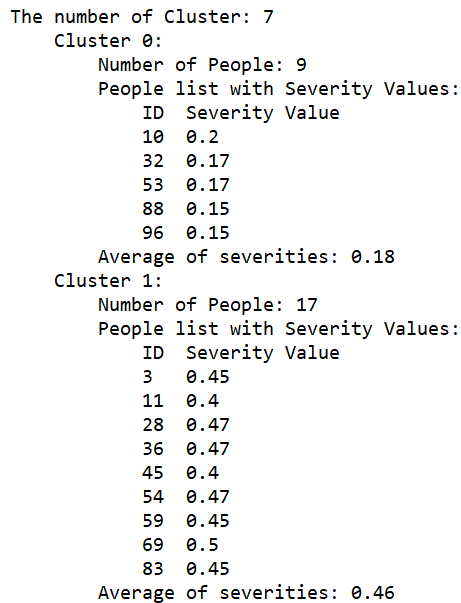 The number of Cluster: 7
Cluster 0:
Number of People: 9
People list with Severity Values:
ID Severity Value
10 0.2
32 0.17
53 0.17
88 0.15
96 0.15
Average of severities: 0.18
Cluster 1:
Number of People: 17
People list with Severity Values:
ID Severity Value
3 0.45
11 0.4
28 0.47
36 0.47
45 0.4
54 0.47
59 0.45
69 0.5
83 0.45
Average of severities: 0.46